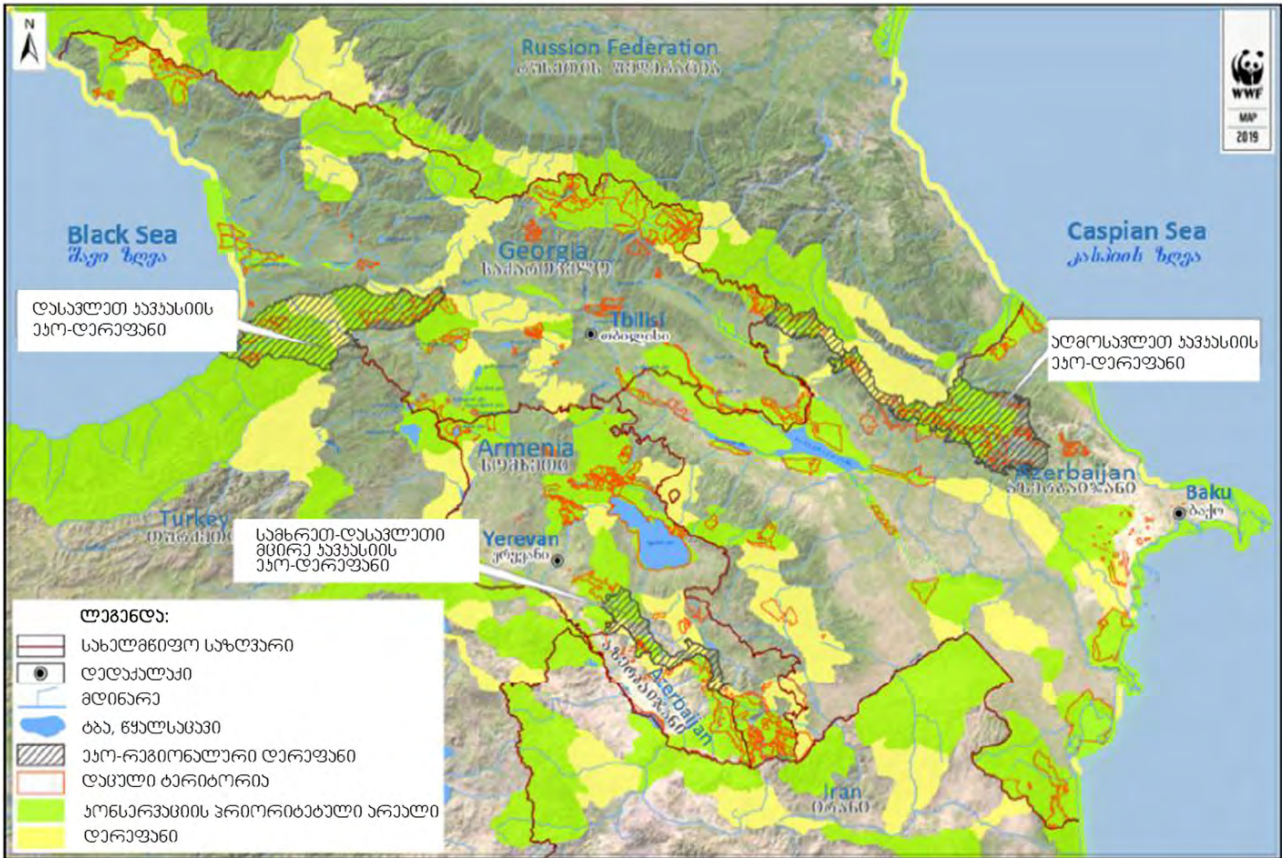 N
WWF
MAP
2019
Russion Federation
რუსეთის ფედერაცია
Black Sea
შავი ზღვა
Caspian Sea
კასპიის ზღვა
Georgia
საქართველო
დასავლეთ კავკასიის
ეკო-დერეფანი
Tbilisi
თბილისი
აღმოსავლეთ კავკასიის
ეკო-დერეფანი
Armenia
სომხეთი
Azerbaijan
აზერბაიჯანი
Baku
ბაქო
Turkey
თურქეთი
სამხრეთ-დასავლეთი
მცირე კავკასიის
ეკო-დერეფანი
Yerevan
ერევანი
Azerbaijan
აზერბაიჯანი
Iran
ირანი
ლეგენდა:
სახელმწიფო საზღვარი
დედაქალაქი
მდინარე
ტბა, წყალსაცავი
ეკო-რეგიონალური დერეფანი
დაცული ტერიტორია
კონსერვაციის პრიორიტეტული არეალი
დერეფანი